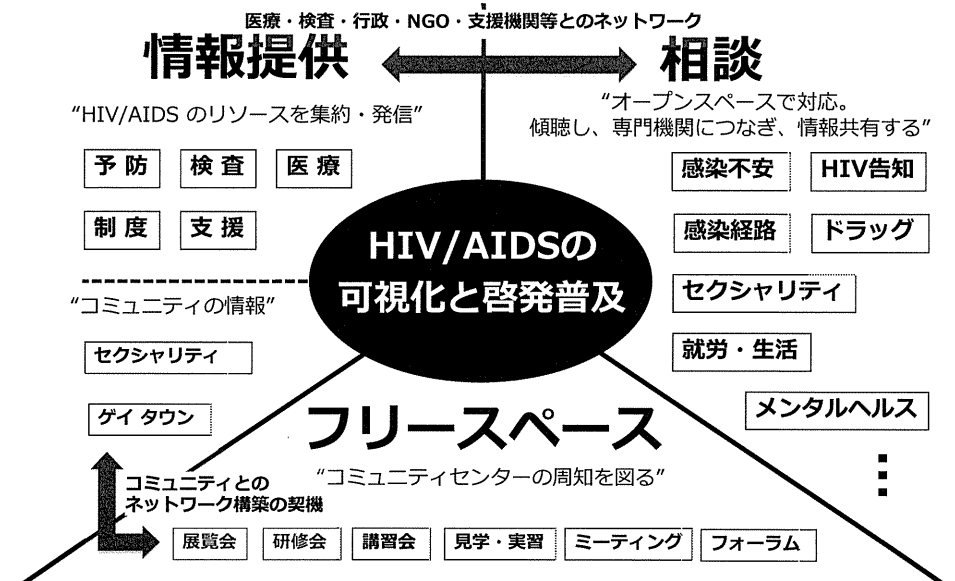 医療・検査・行政・NGO・支援機関等とのネットワーク
情報提供
相談
“HIV/AIDS のリソースを集約・発信”
“オープンスペースで対応。
傾聴し、専門機関につなぎ、情報共有する”
予 防
検 査
医 療
制 度
支 援
感染不安
HIV告知
感染経路
ドラッグ
セクシャリティ
就労・生活
メンタルヘルス
HIV/AIDSの
可視化と啓発普及
“コミュニティの情報”
セクシャリティ
ゲイ タウン
フリースペース
“コミュニティセンターの周知を図る”
コミュニティとの
ネットワーク構築の契機
展覧会
研修会
講習会
見学・実習
ミーティング
フォーラム